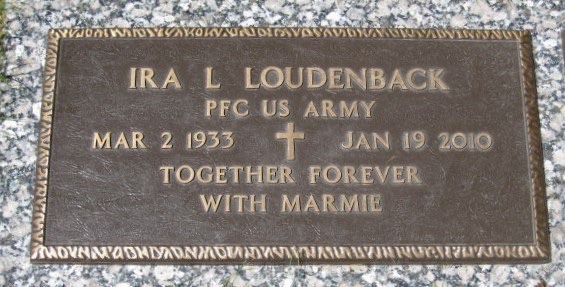 IRA L LOUDENBACK
PFC US ARMY
MAR 2 1933 JAN 19 2010
TOGETHER FOREVER
WITH MARMIE